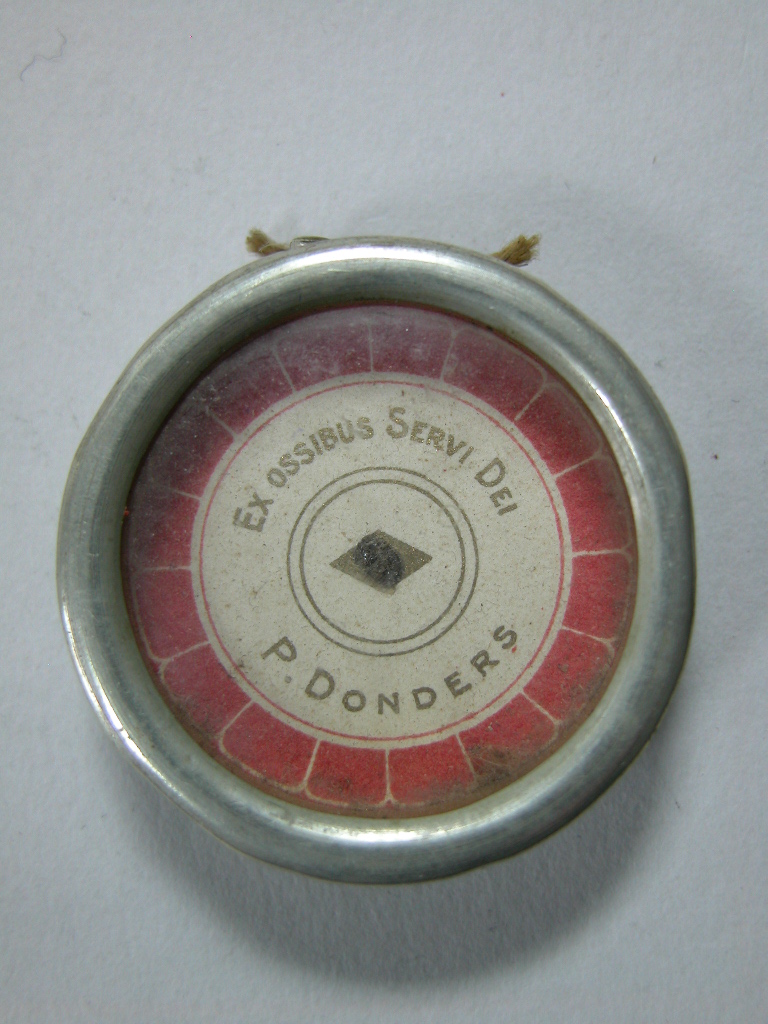 Ex ossibus Servi Dei
P. Donders